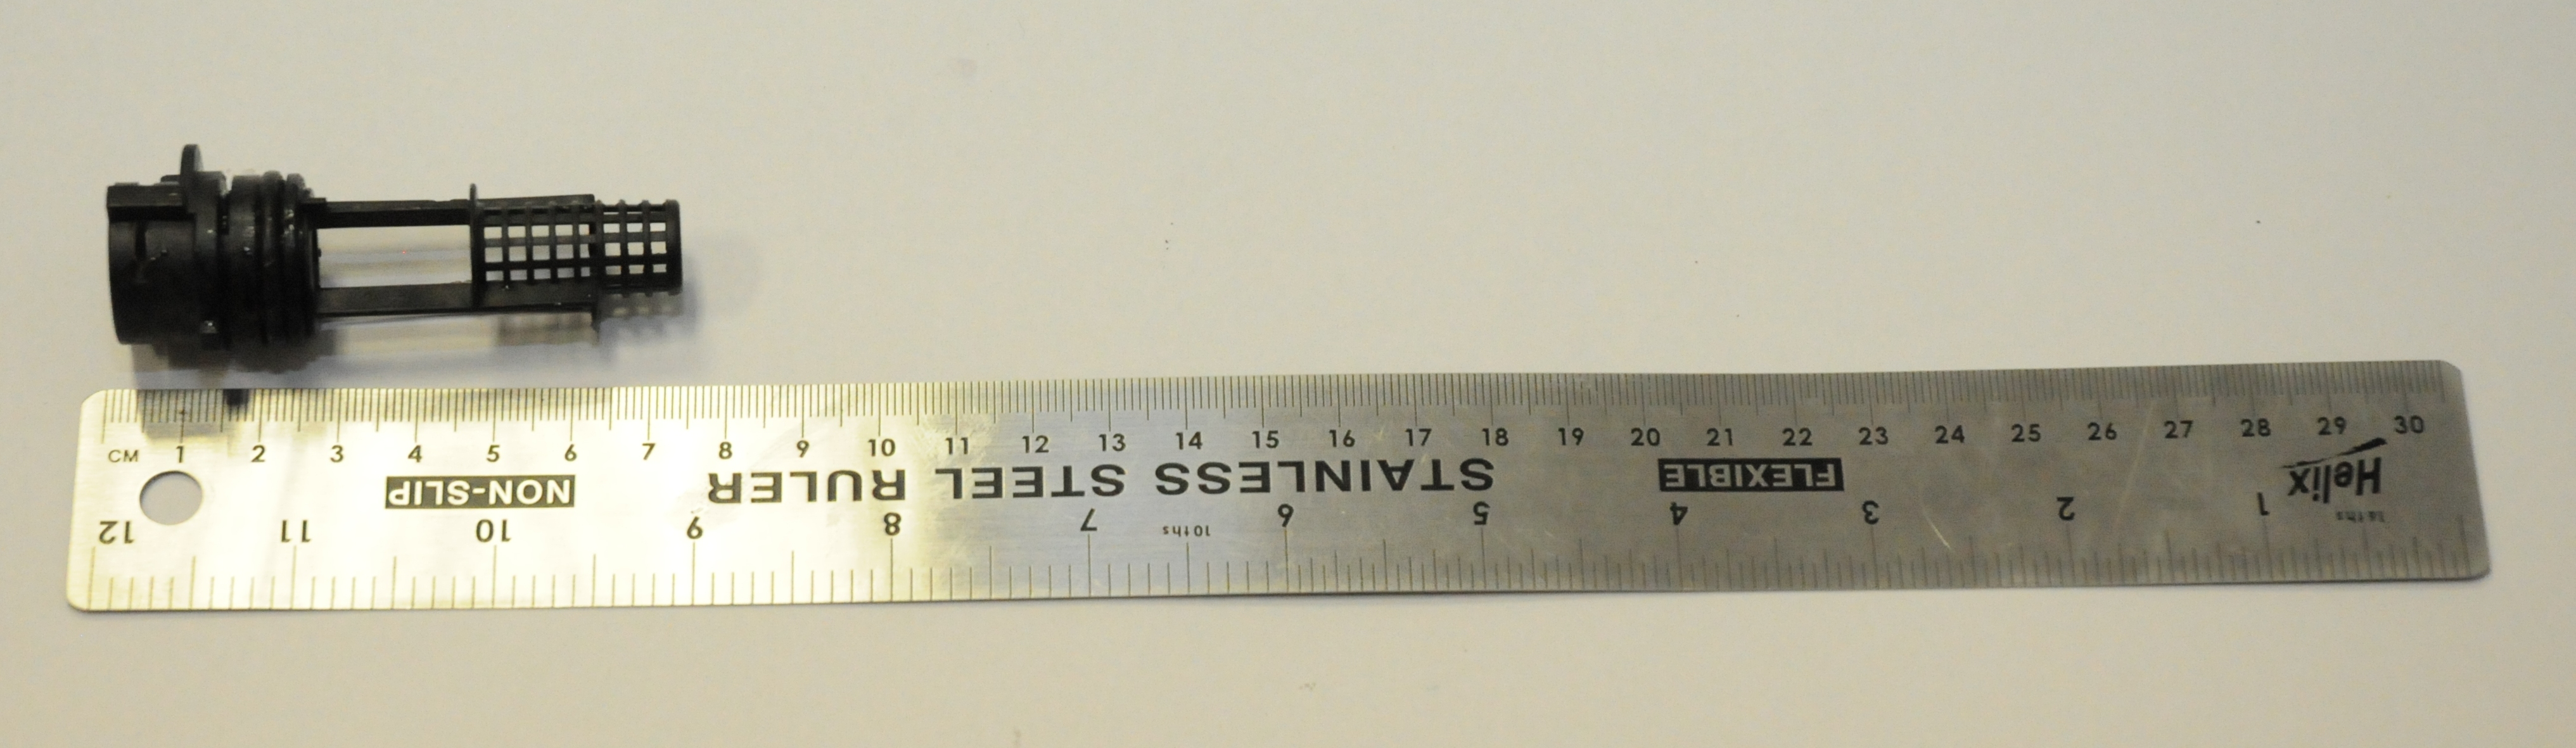 CM 1 2 3 4 5 6 7 8 9 10 11 12 13 14 15 16 17 18 19 20 21 22 23 24 25 26 27 28 29 30
NON-SLIP STAINLESS STEEL RULER FLEXIBLE Helix
12 11 10 9 8 7 10ths 6 5 4 3 2 1